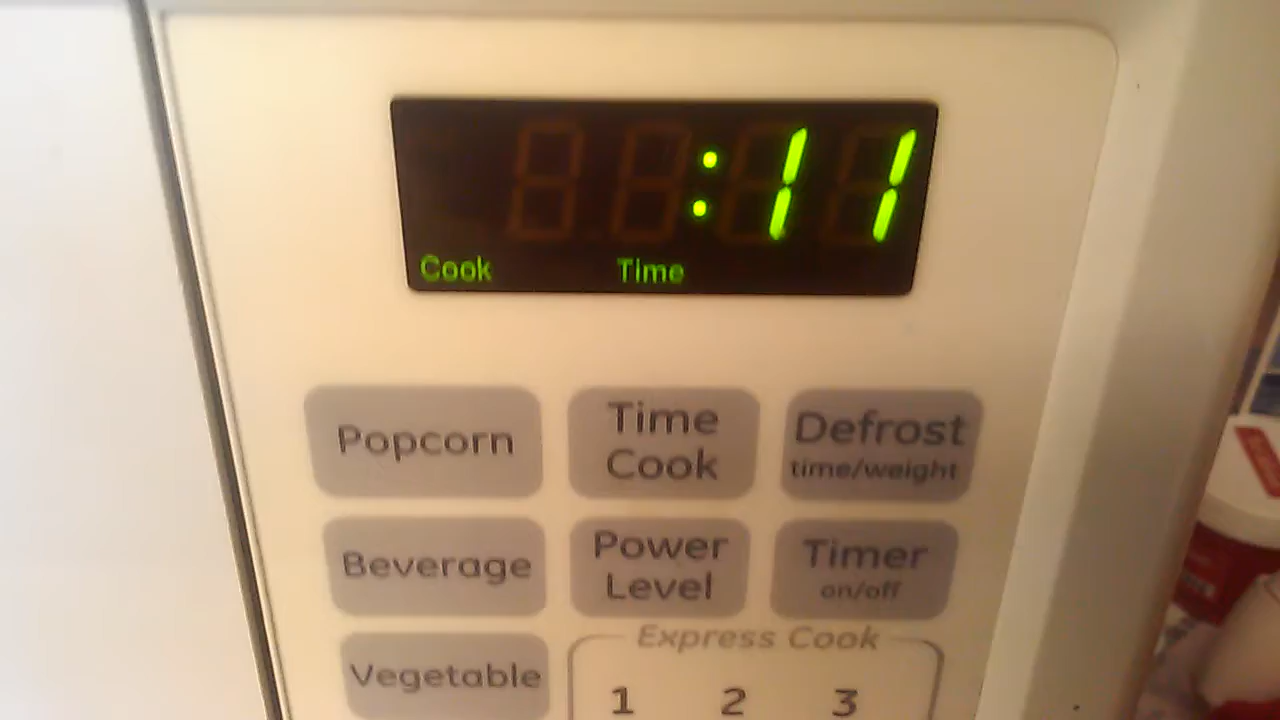 :11
Cook Time
Popcorn
Time
Cook
Defrost
time/weight
Beverage
Power
Level
Timer
on/off
Vegetable
Express Cook
1 2 3